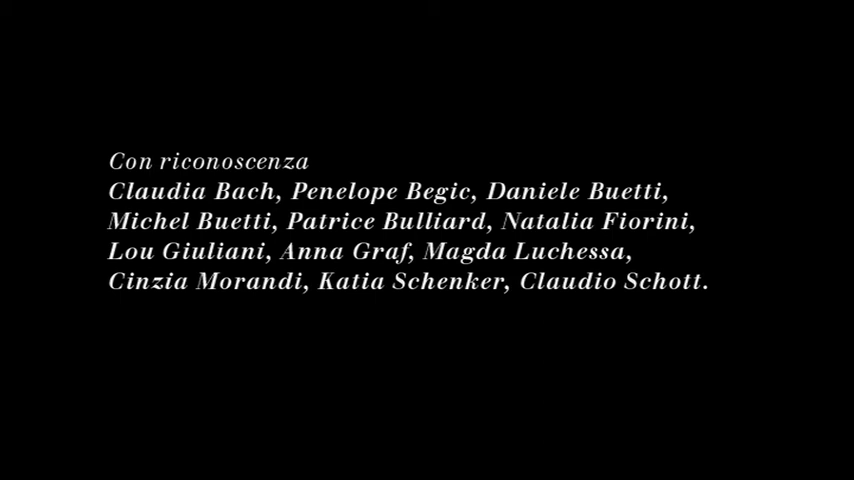 Con riconoscenza
Claudia Bach, Penelope Begic, Daniele Buetti,
Michel Buetti, Patrice Bulliard, Natalia Fiorini,
Lou Giuliani, Anna Graf, Magda Luchessa,
Cinzia Morandi, Katia Schenker, Claudio Schott.